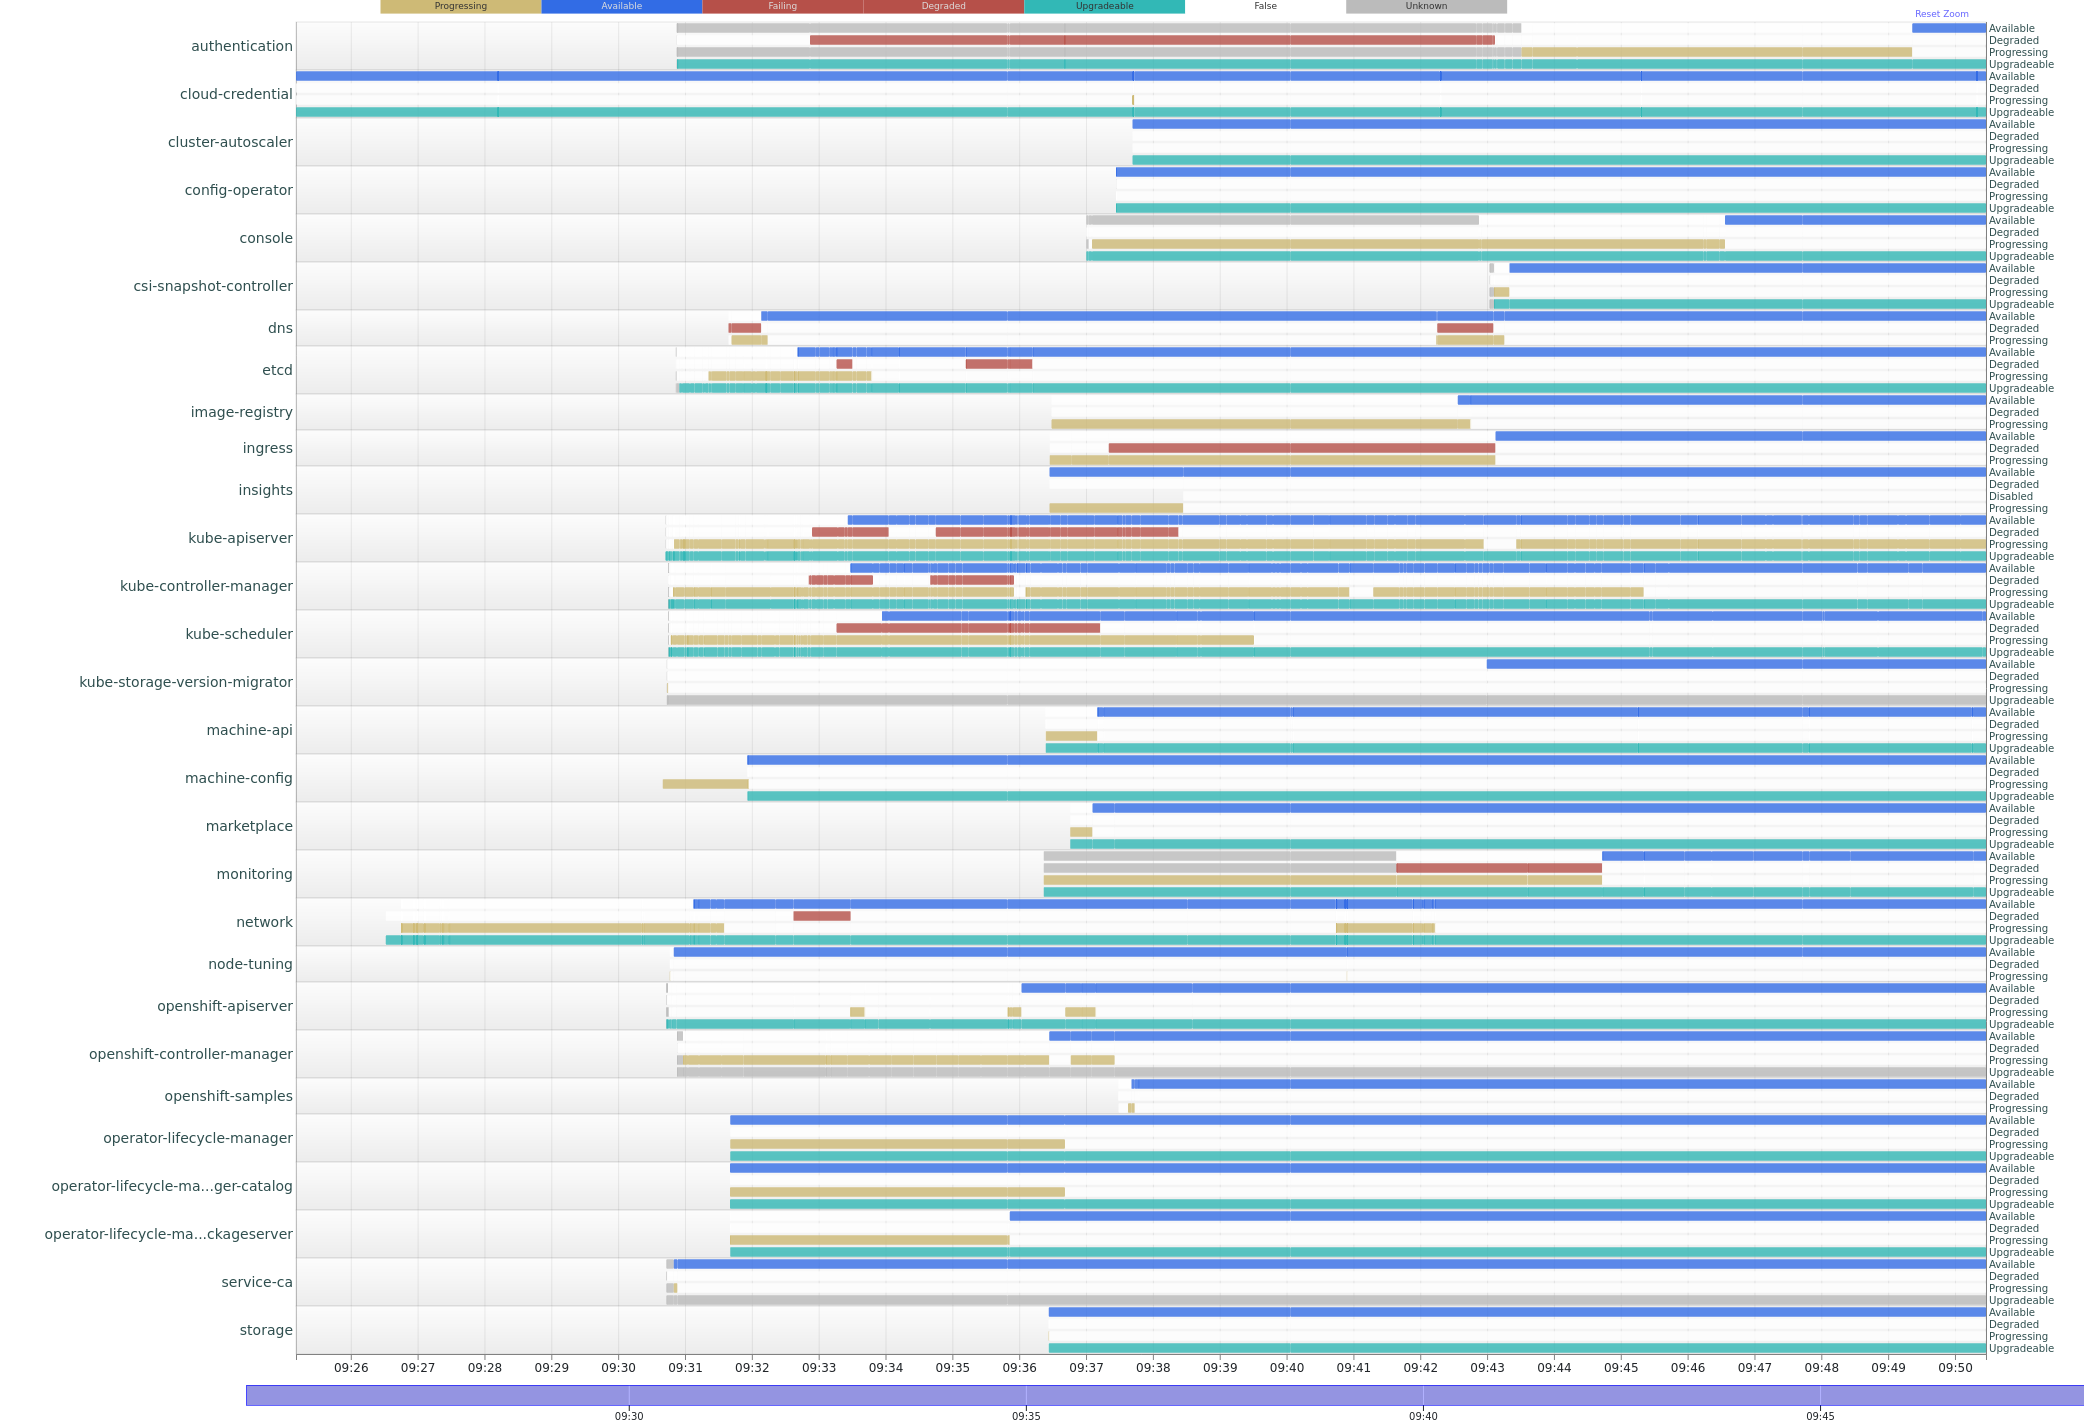 Progressing Available Failing Degraded Upgradeable False Unknown
Reset Zoom
authentication
Available
Degraded
Progressing
Upgradeable
cloud-credential
Available
Degraded
Progressing
Upgradeable
cluster-autoscaler
Available
Degraded
Progressing
Upgradeable
config-operator
Available
Degraded
Progressing
Upgradeable
console
Available
Degraded
Progressing
Upgradeable
csi-snapshot-controller
Available
Degraded
Progressing
Upgradeable
dns
Available
Degraded
Progressing
etcd
Available
Degraded
Progressing
Upgradeable
image-registry
Available
Degraded
Progressing
ingress
Available
Degraded
Progressing
insights
Available
Degraded
Disabled
Progressing
kube-apiserver
Available
Degraded
Progressing
Upgradeable
kube-controller-manager
Available
Degraded
Progressing
Upgradeable
kube-scheduler
Available
Degraded
Progressing
Upgradeable
kube-storage-version-migrator
Available
Degraded
Progressing
Upgradeable
machine-api
Available
Degraded
Progressing
Upgradeable
machine-config
Available
Degraded
Progressing
Upgradeable
marketplace
Available
Degraded
Progressing
Upgradeable
monitoring
Available
Degraded
Progressing
Upgradeable
network
Available
Degraded
Progressing
Upgradeable
node-tuning
Available
Degraded
Progressing
openshift-apiserver
Available
Degraded
Progressing
Upgradeable
openshift-controller-manager
Available
Degraded
Progressing
Upgradeable
openshift-samples
Available
Degraded
Progressing
operator-lifecycle-manager
Available
Degraded
Progressing
Upgradeable
operator-lifecycle-ma...ger-catalog
Available
Degraded
Progressing
Upgradeable
operator-lifecycle-ma...ckageserver
Available
Degraded
Progressing
Upgradeable
service-ca
Available
Degraded
Progressing
Upgradeable
storage
Available
Degraded
Progressing
Upgradeable
09:26 09:27 09:28 09:29 09:30 09:31 09:32 09:33 09:34 09:35 09:36 09:37 09:38 09:39 09:40 09:41 09:42 09:43 09:44 09:45 09:46 09:47 09:48 09:49 09:50
09:30 09:35 09:40 09:45